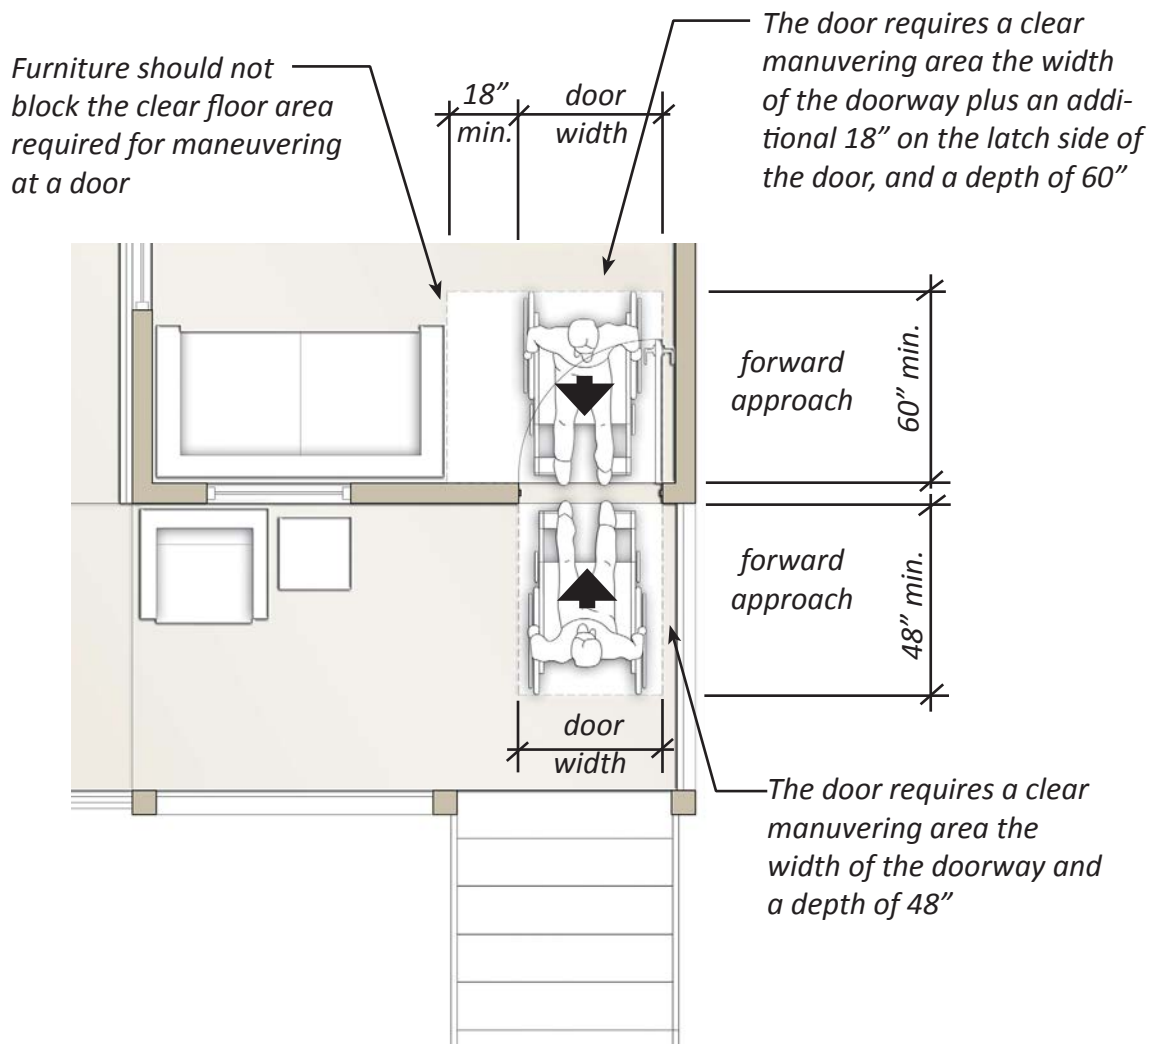 Furniture should not
block the clear floor area
required for maneuvering
at a door
18”
min.
door
width
The door requires a clear
manuvering area the width
of the doorway plus an addi-
tional 18” on the latch side of
the door, and a depth of 60”
forward
approach
60” min.
forward
approach
48” min.
door
width
The door requires a clear
manuvering area the
width of the doorway and
a depth of 48”